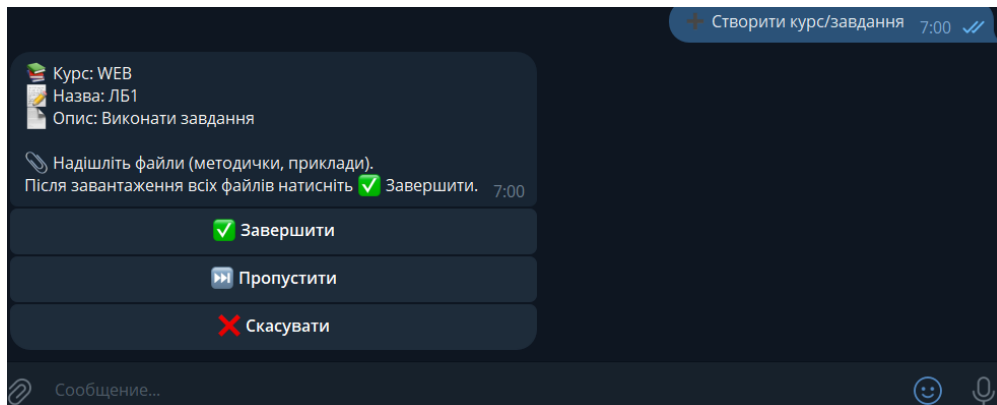 ➕ Створити курс/завдання 7:00
📚 Курс: WEB
📝 Назва: ЛБ1
📄 Опис: Виконати завдання
📎 Надішліть файли (методички, приклади).
Після завантаження всіх файлів натисніть ✅ Завершити. 7:00
✅ Завершити
⏭ Пропустити
❌ Скасувати
Сообщение...